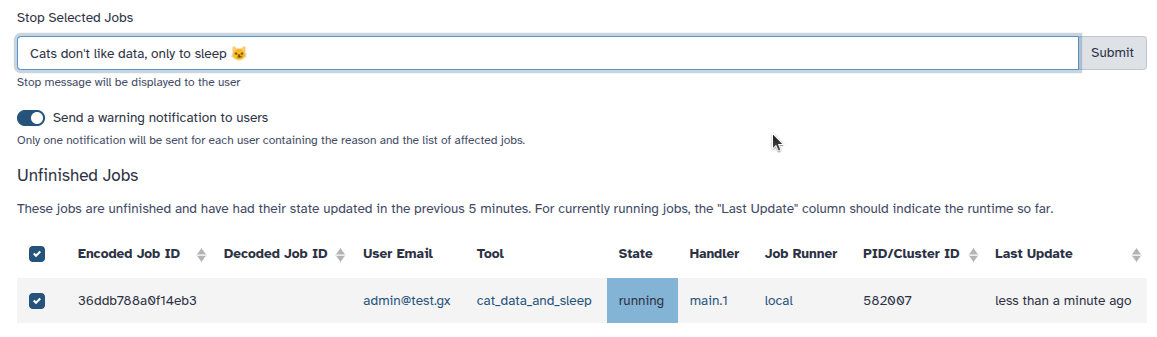 Stop Selected Jobs
Cats don't like data, only to sleep 😼
Submit
Stop message will be displayed to the user
Send a warning notification to users
Only one notification will be sent for each user containing the reason and the list of affected jobs.
Unfinished Jobs
These jobs are unfinished and have had their state updated in the previous 5 minutes. For currently running jobs, the "Last Update" column should indicate the runtime so far.
Encoded Job ID Decoded Job ID User Email Tool State Handler Job Runner PID/Cluster ID Last Update
36ddb788a0f14eb3 admin@test.gx cat_data_and_sleep running main.1 local 582007 less than a minute ago